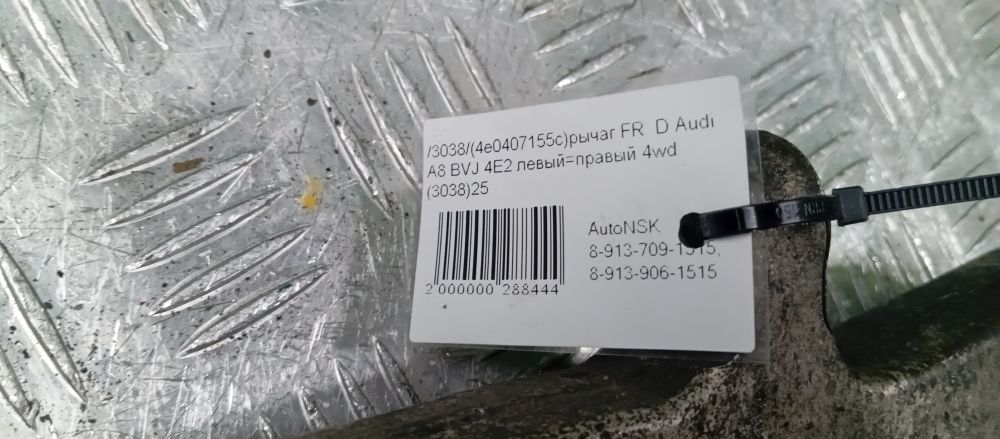 /3038/(4e0407155c)рычаг FR D Audi
A8 BVJ 4E2 левый=правый 4wd
(3038)25
AutoNSK
8-913-709-1515,
8-913-906-1515
2 000000 288444